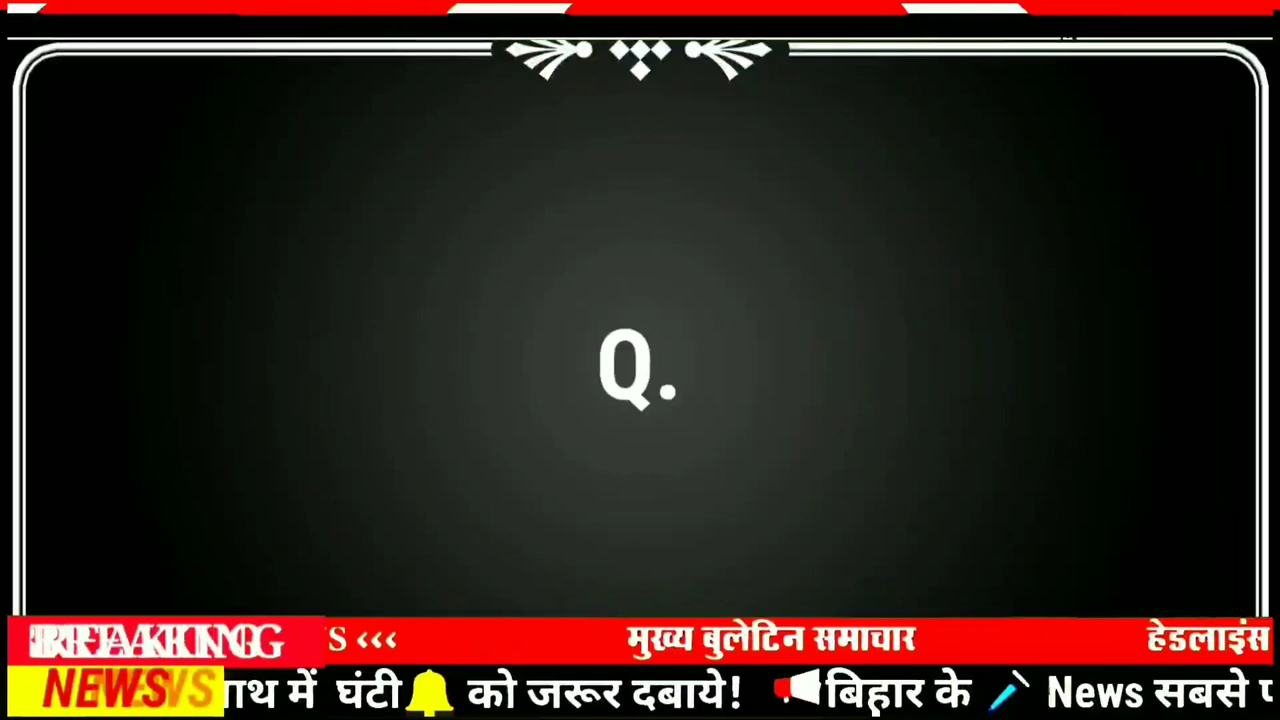 Q.
BREAKING S ‹‹‹ मुख्य बुलेटिन समाचार हेडलाइंस
NEWS में घंटी को जरूर दबाये! बिहार के News सबसे